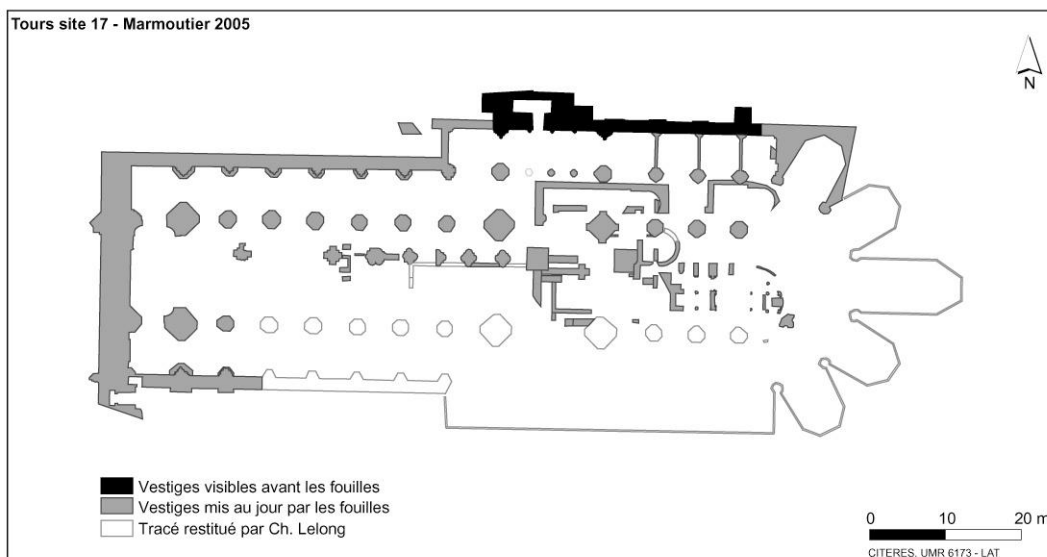 Tours site 17 - Marmoutier 2005
N
Vestiges visibles avant les fouilles
Vestiges mis au jour par les fouilles
Tracé restitué par Ch. Lelong
0 10 20 m
CITERES, UMR 6173 - LAT